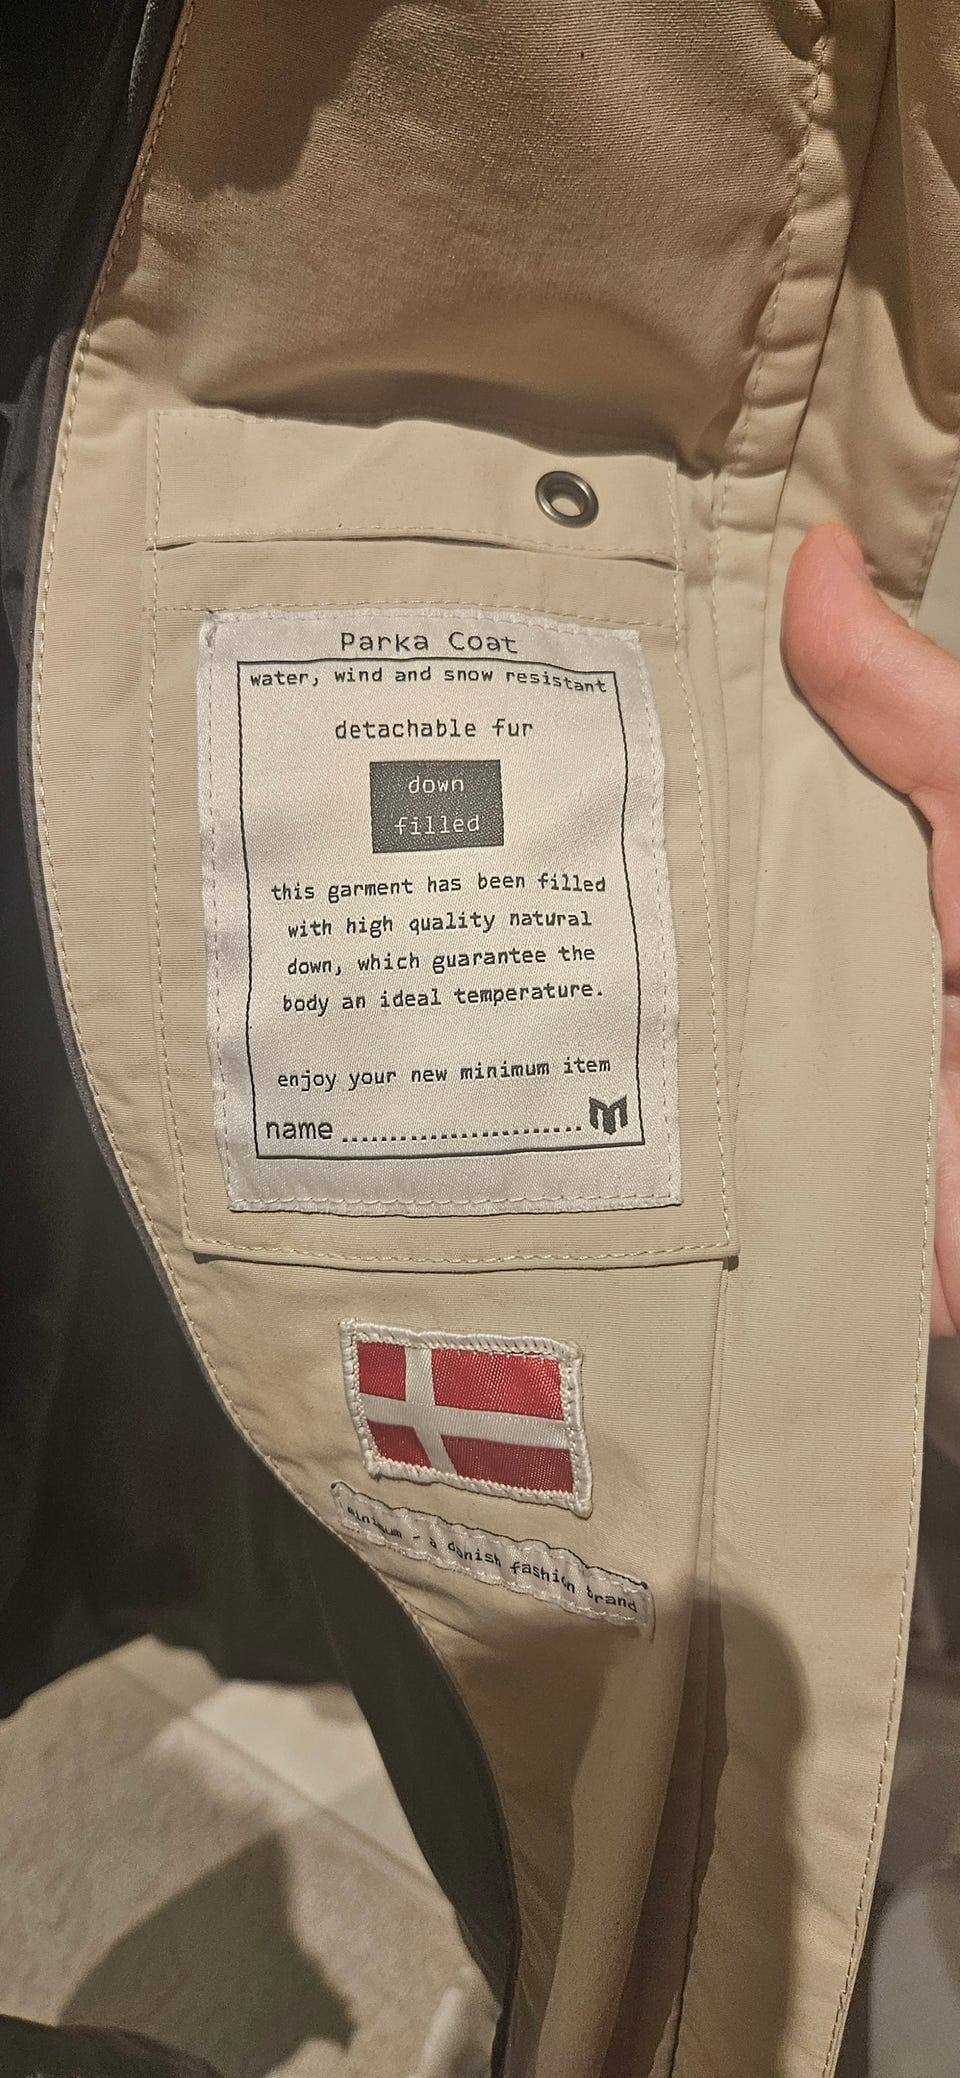 Parka Coat
water, wind and snow resistant
detachable fur
down
filled
this garment has been filled
with high quality natural
down, which guarantee the
body an ideal temperature.
enjoy your new minimum item
name ........................
minimum - a danish fashion brand